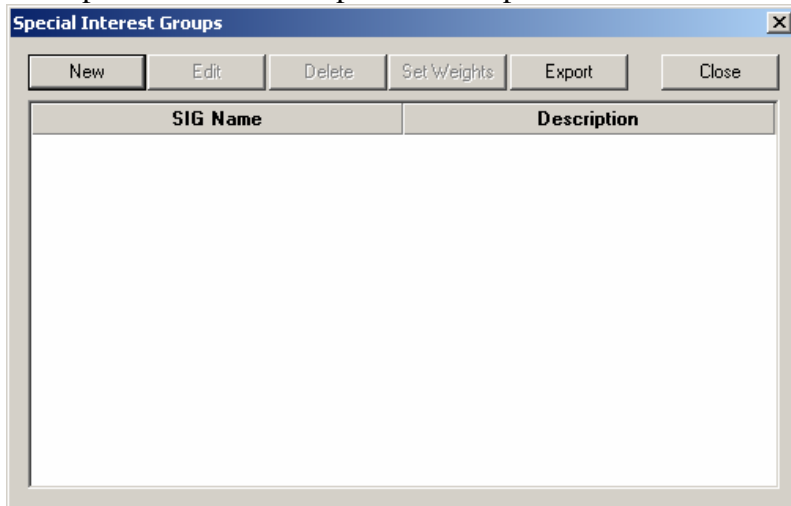 Special Interest Groups
New Edit Delete Set Weights Export Close
SIG Name Description